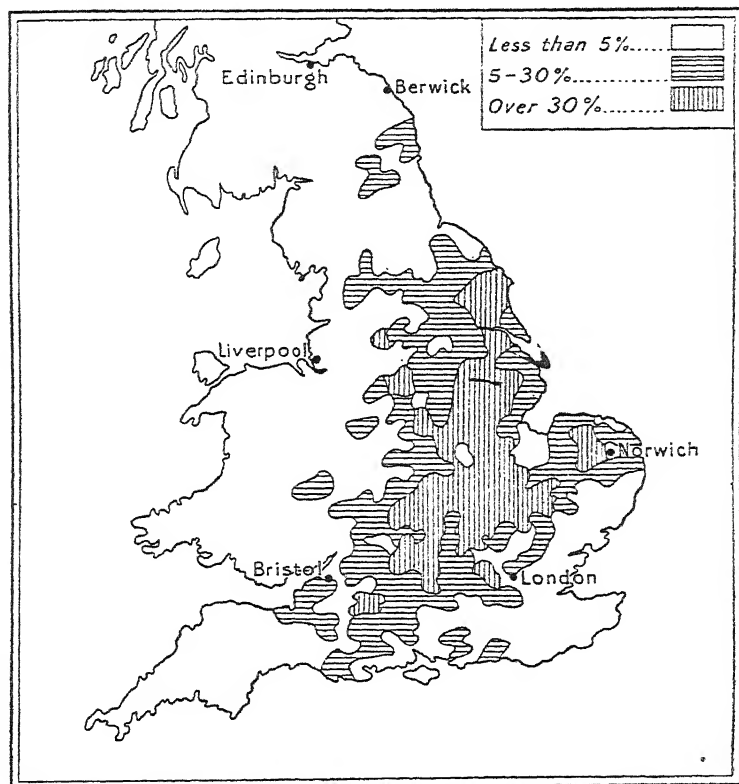 Less than 5%......
5-30%............
Over 30%.........
Edinburgh
Berwick
Liverpool
Norwich
Bristol
London